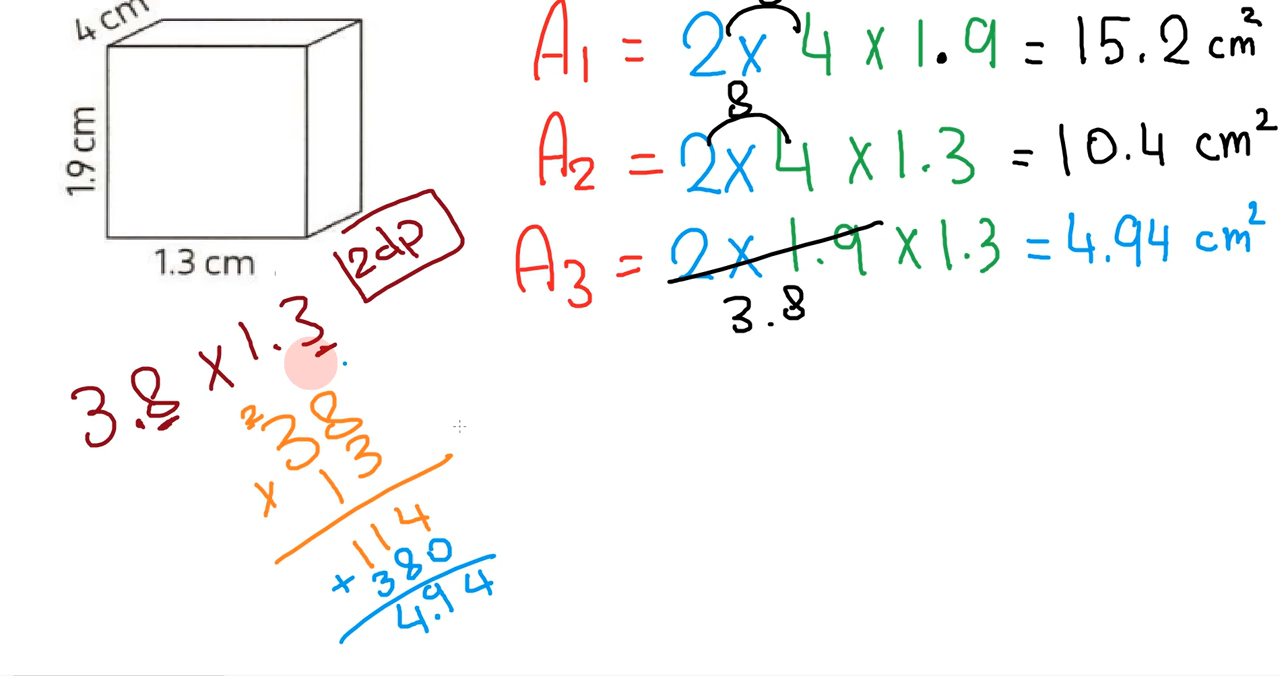 4 cm
1.9 cm
1.3 cm
A1 = 2 x 4 x 1.9 = 15.2 cm²
8
A2 = 2 x 4 x 1.3 = 10.4 cm²
A3 = 2 x 1.9 x 1.3 = 4.94 cm²
3.8
2dp
3.8 x 1.3
2
38
x 13
114
+ 380
4.94